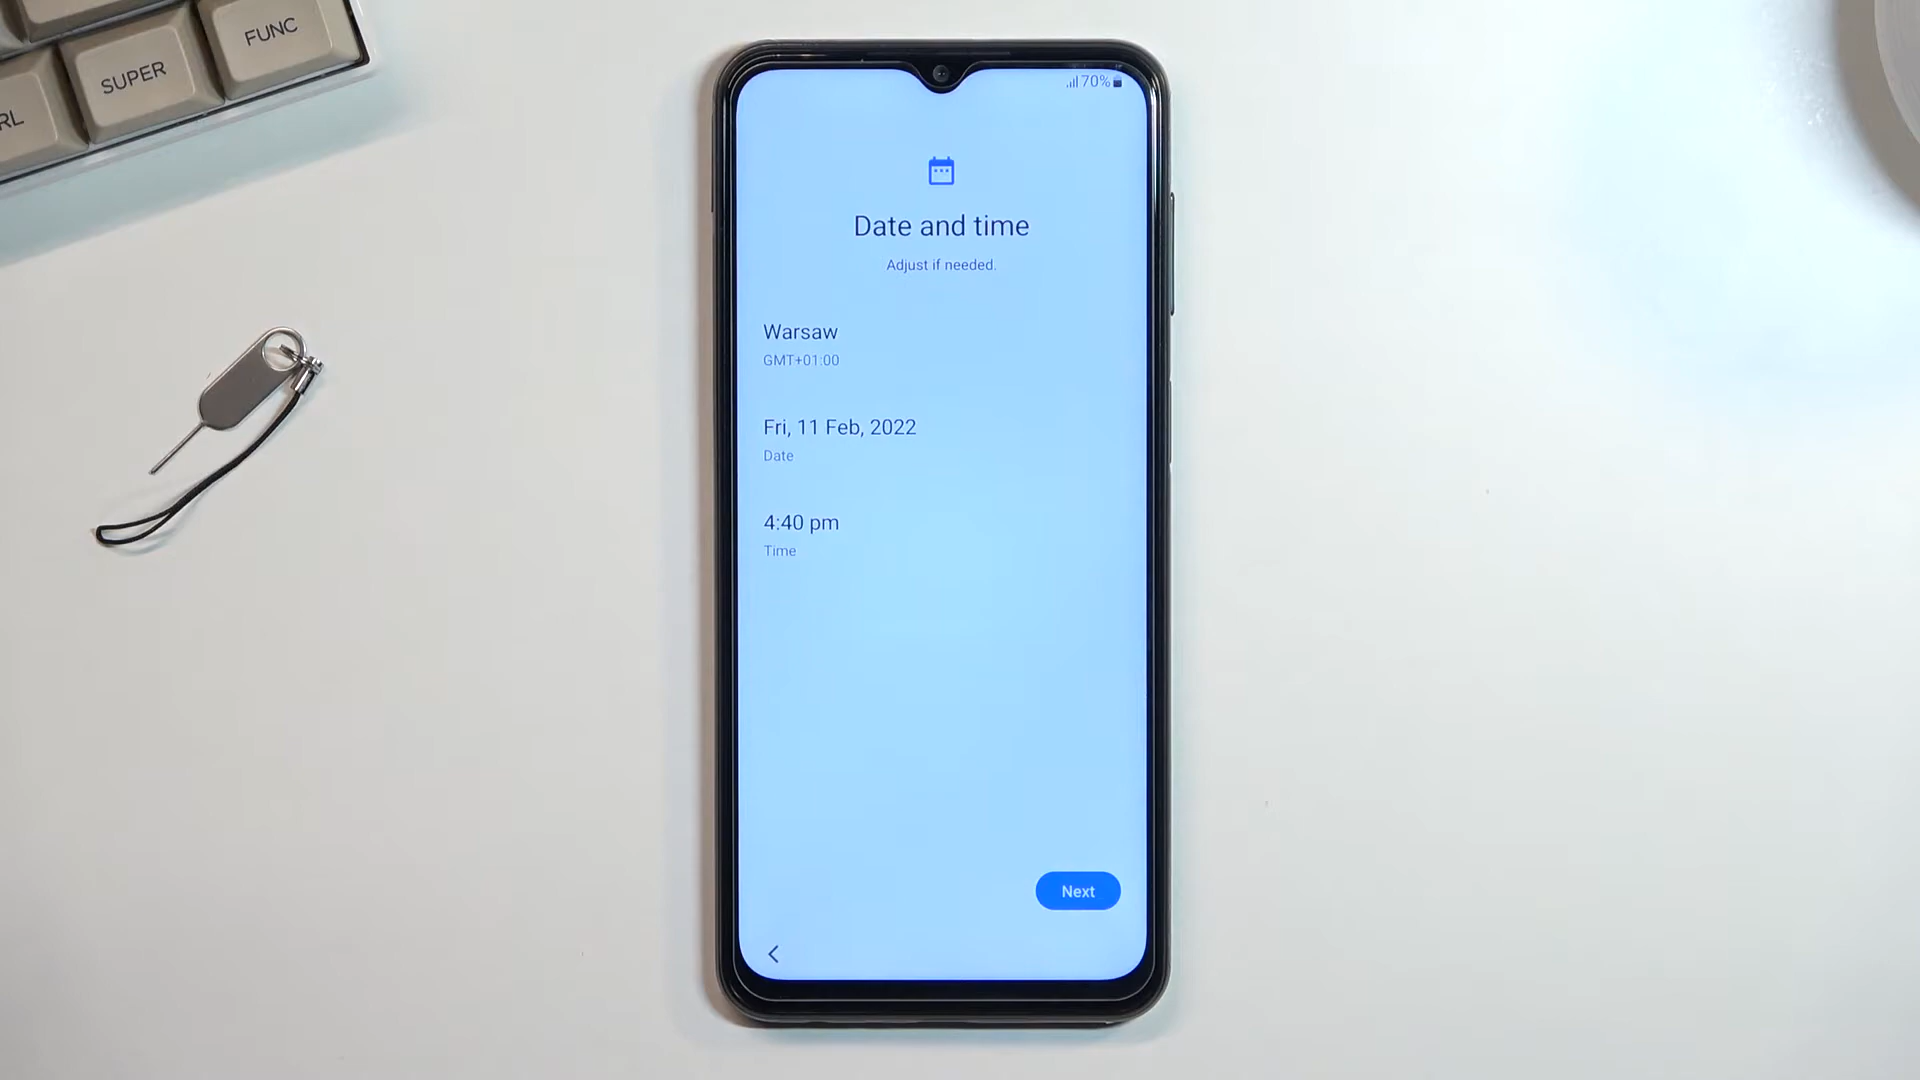 FUNC
SUPER
RL
70%
Date and time
Adjust if needed.
Warsaw
GMT+01:00
Fri, 11 Feb, 2022
Date
4:40 pm
Time
Next